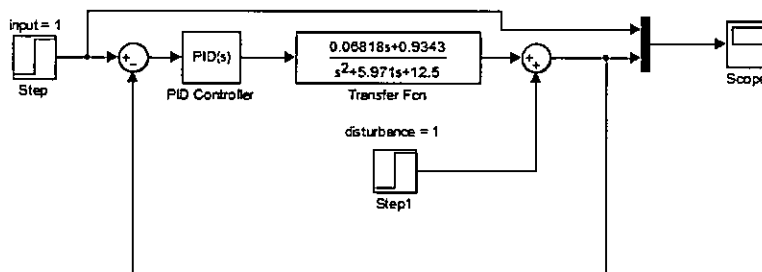 input = 1
Step
PID(s)
PID Controller
0.06818s+0.9343
s²+5.971s+12.5
Transfer Fcn
disturbance = 1
Step1
Scope